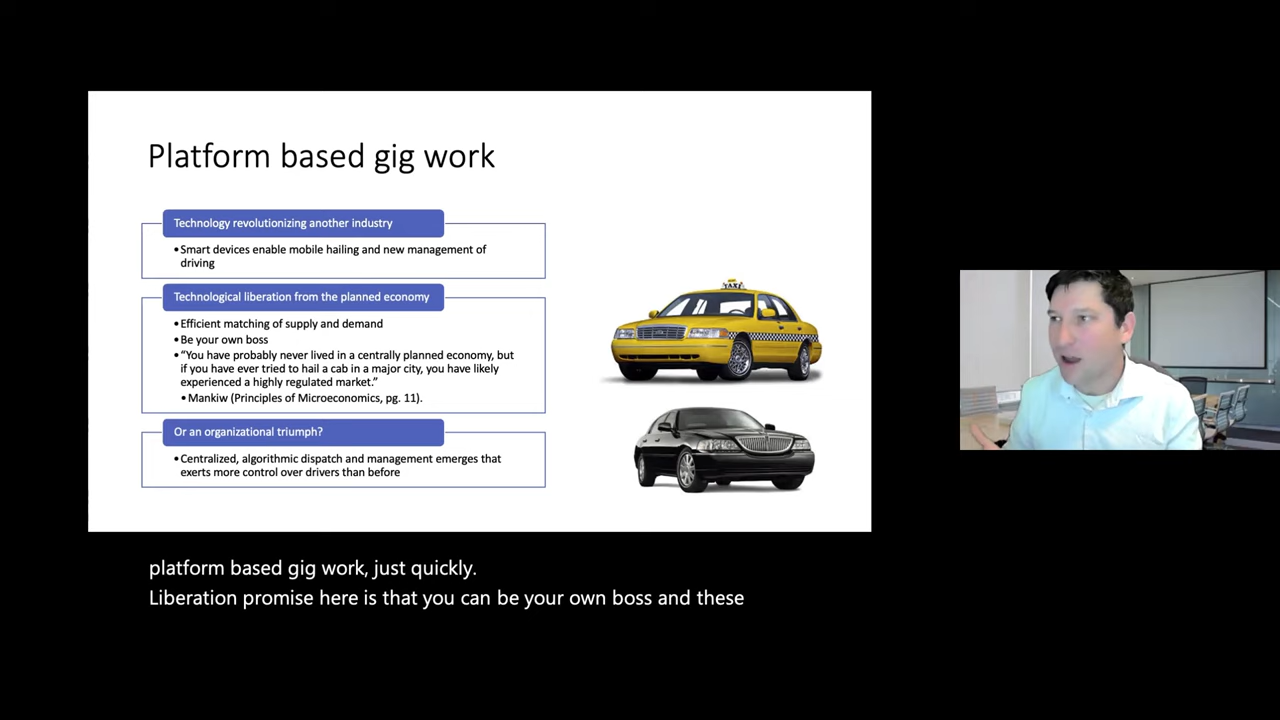 Platform based gig work
Technology revolutionizing another industry
•Smart devices enable mobile hailing and new management of
driving
Technological liberation from the planned economy
•Efficient matching of supply and demand
•Be your own boss
•“You have probably never lived in a centrally planned economy, but
if you have ever tried to hail a cab in a major city, you have likely
experienced a highly regulated market.”
•Mankiw (Principles of Microeconomics, pg. 11).
Or an organizational triumph?
•Centralized, algorithmic dispatch and management emerges that
exerts more control over drivers than before
TAXI
platform based gig work, just quickly.
Liberation promise here is that you can be your own boss and these